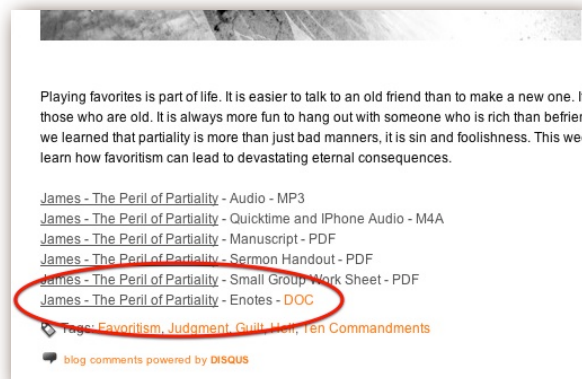 Playing favorites is part of life. It is easier to talk to an old friend than to make a new one.
those who are old. It is always more fun to hang out with someone who is rich than
we learned that partiality is more than just bad manners, it is sin and foolishness. This
learn how favoritism can lead to devastating eternal consequences.
James - The Peril of Partiality - Audio - MP3
James - The Peril of Partiality - Quicktime and IPhone Audio - M4A
James - The Peril of Partiality - Manuscript - PDF
James - The Peril of Partiality - Sermon Handout - PDF
James - The Peril of Partiality - Small Group Work Sheet - PDF
James - The Peril of Partiality - Enotes - DOC
Tags: Favoritism, Judgment, Guilt, Hell, Ten Commandments
blog comments powered by DISQUS